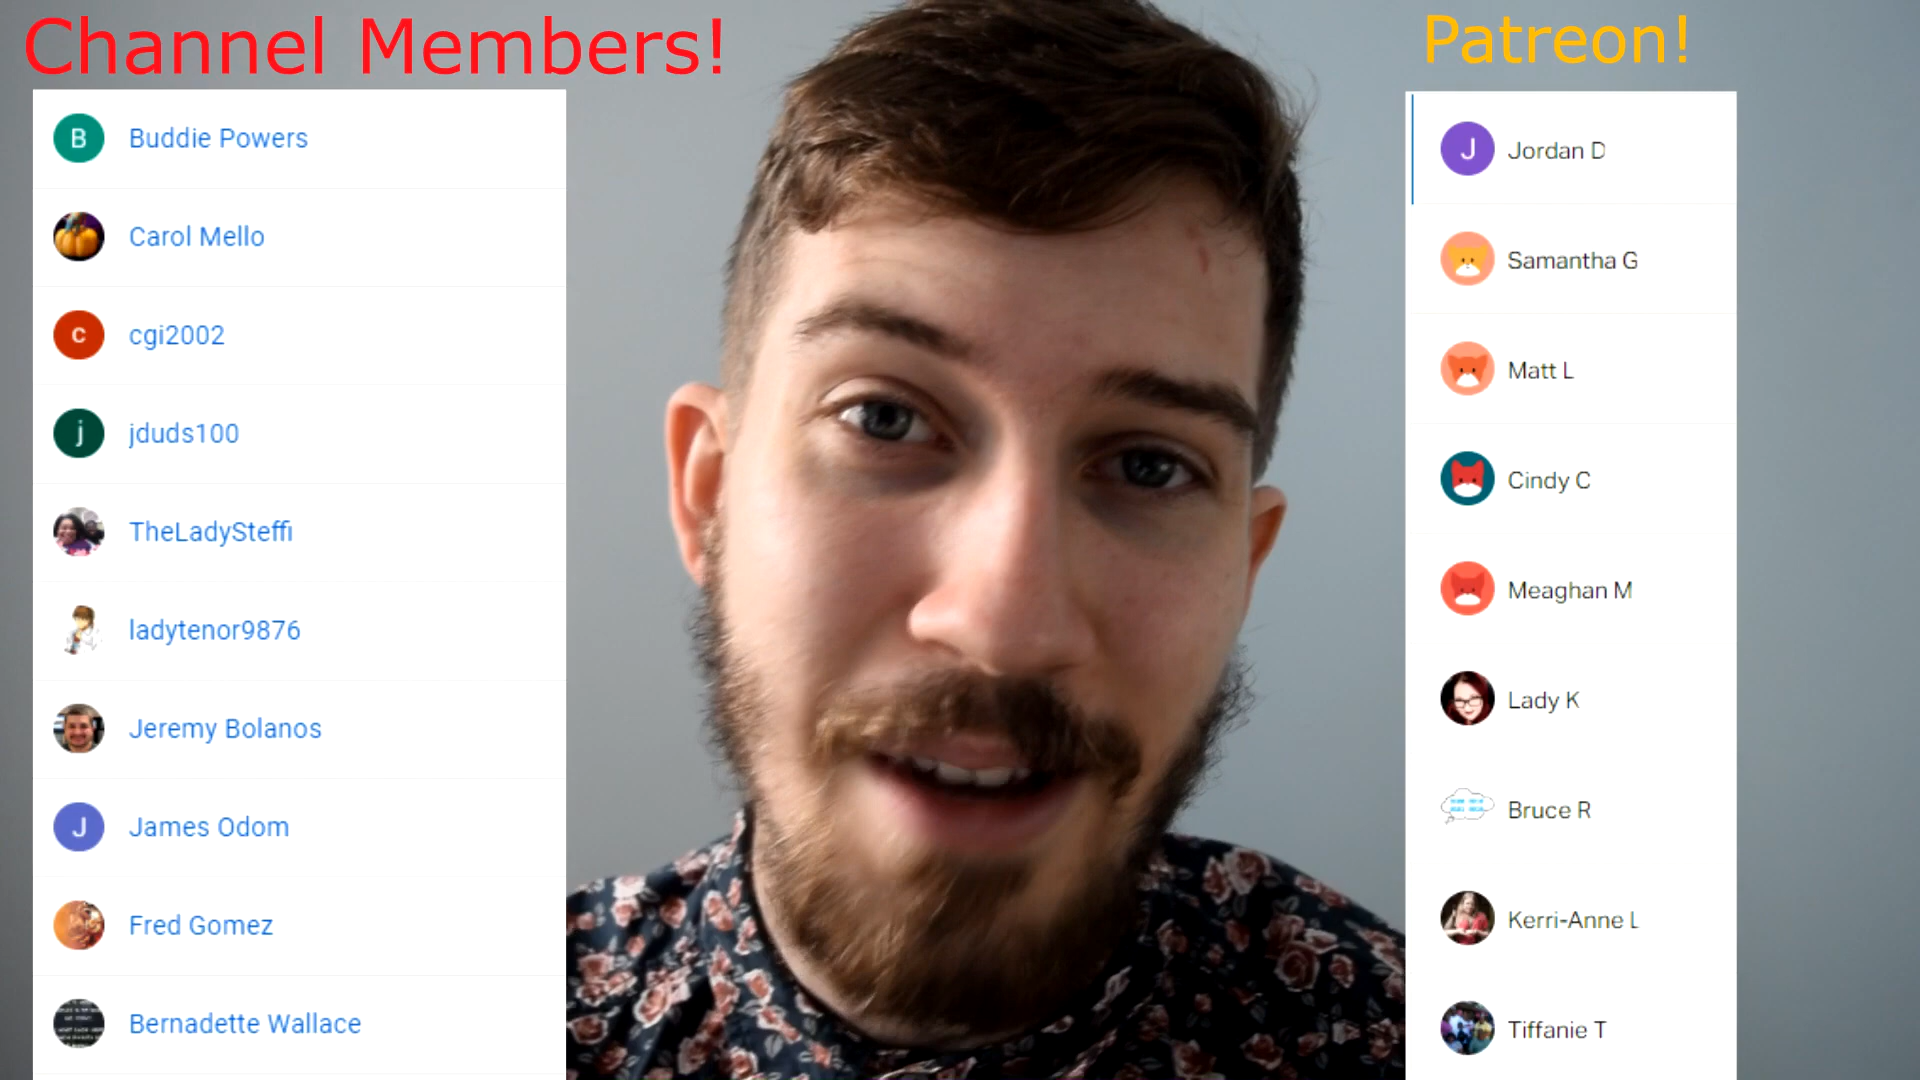 Channel Members!
B Buddie Powers
Carol Mello
c cgi2002
j jduds100
TheLadySteffi
ladytenor9876
Jeremy Bolanos
J James Odom
Fred Gomez
Bernadette Wallace
Patreon!
J Jordan D
Samantha G
Matt L
Cindy C
Meaghan M
Lady K
Bruce R
Kerri-Anne L
Tiffanie T